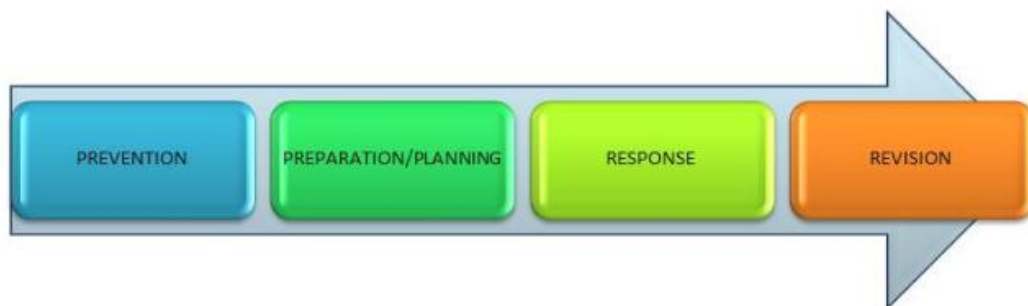 PREVENTION
PREPARATION/PLANNING
RESPONSE
REVISION